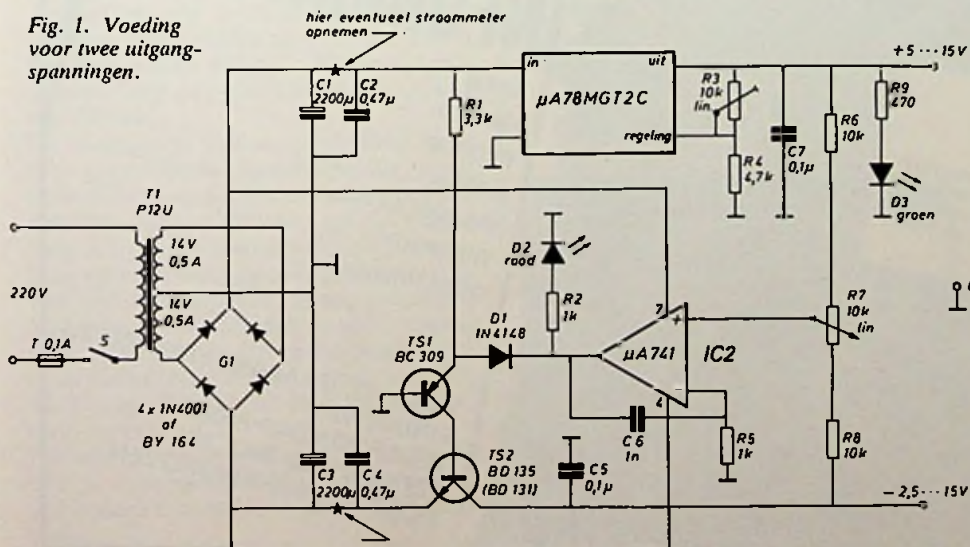 Fig. 1. Voeding
voor twee uitgang-
spanningen.
hier eventueel stroommeter
opnemen
C1
2200µ
C2
0,47µ
R1
3,3k
in
uit
µA78MGT2C
regeling
R3
10k
lin.
R4
4,7k
C7
0,1µ
+5...15V
R6
10k
R9
470
D3
groen
T1
P12U
14V
0,5A
14V
0,5A
220V
T 0,1A
S
G1
4x 1N4001
of
BY 164
D2
rood
R2
1k
D1
1N4148
TS1
BC 309
7
+
µA741
IC2
-
4
R7
10k
lin
0
C6
1n
R5
1k
R8
10k
C3
2200µ
C4
0,47µ
TS2
BD 135
(BD 131)
C5
0,1µ
-2,5...15V